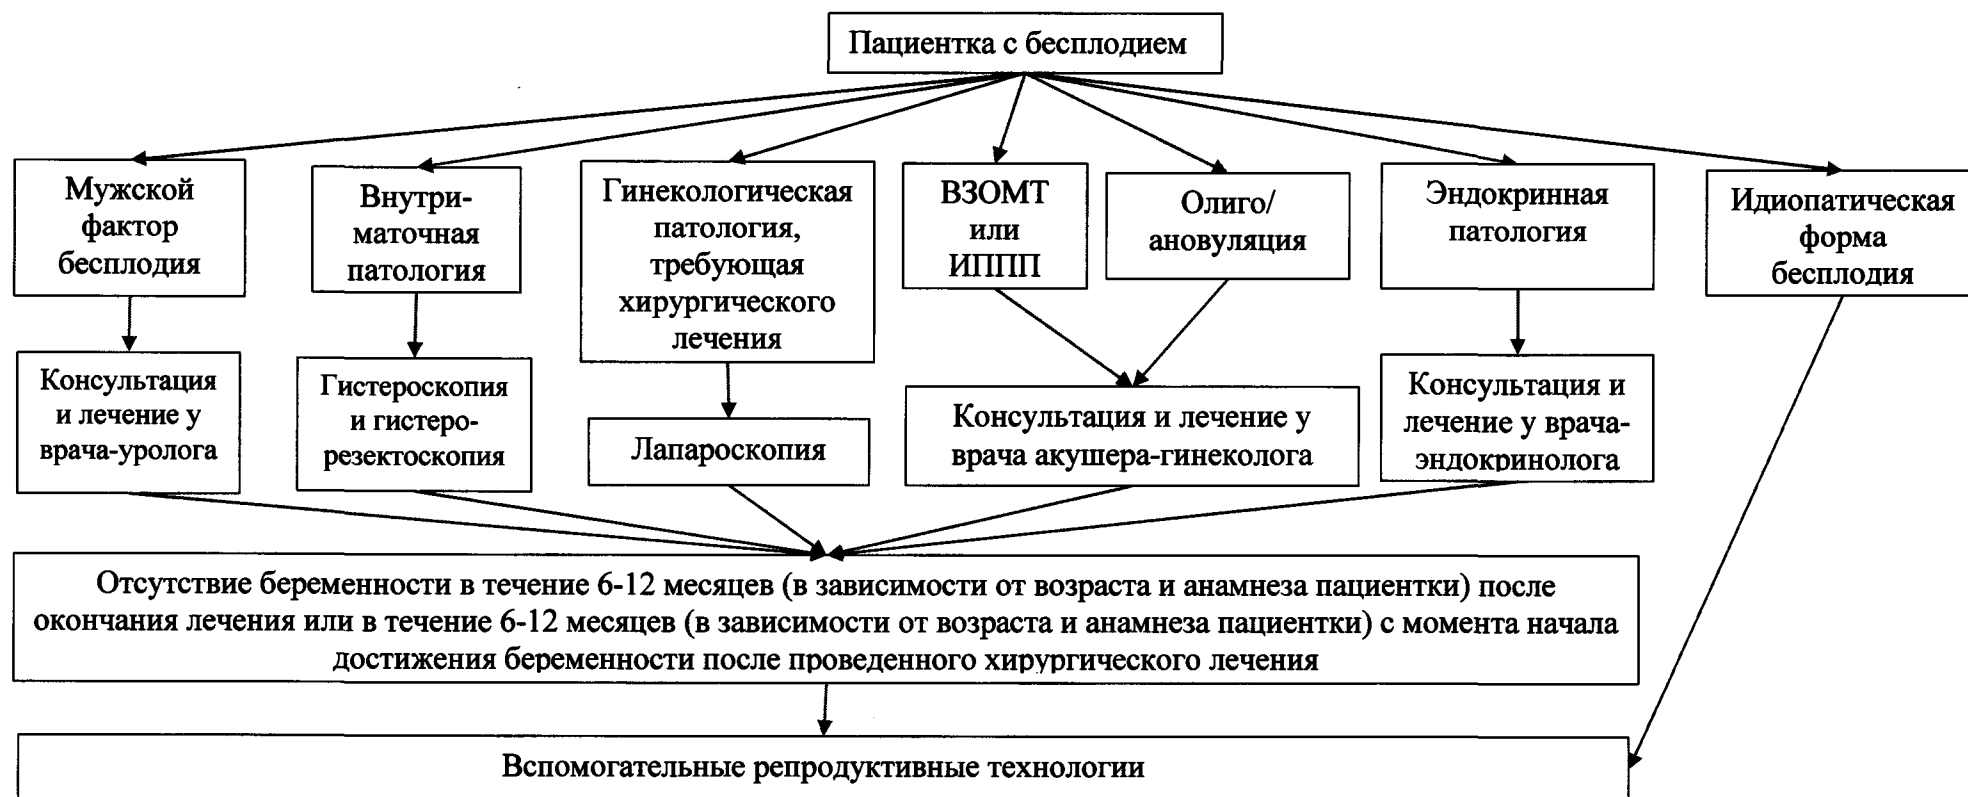 Пациентка с бесплодием
Мужской
фактор
бесплодия
Внутри-
маточная
патология
Гинекологическая
патология,
требующая
хирургического
лечения
ВЗОМТ
или
ИППП
Олиго/
ановуляция
Эндокринная
патология
Идиопатическая
форма
бесплодия
Консультация
и лечение у
врача-уролога
Гистероскопия
и гистеро-
резектоскопия
Лапароскопия
Консультация и лечение у
врача акушера-гинеколога
Консультация и
лечение у врача-
эндокринолога
Отсутствие беременности в течение 6-12 месяцев (в зависимости от возраста и анамнеза пациентки) после
окончания лечения или в течение 6-12 месяцев (в зависимости от возраста и анамнеза пациентки) с момента начала
достижения беременности после проведенного хирургического лечения
Вспомогательные репродуктивные технологии